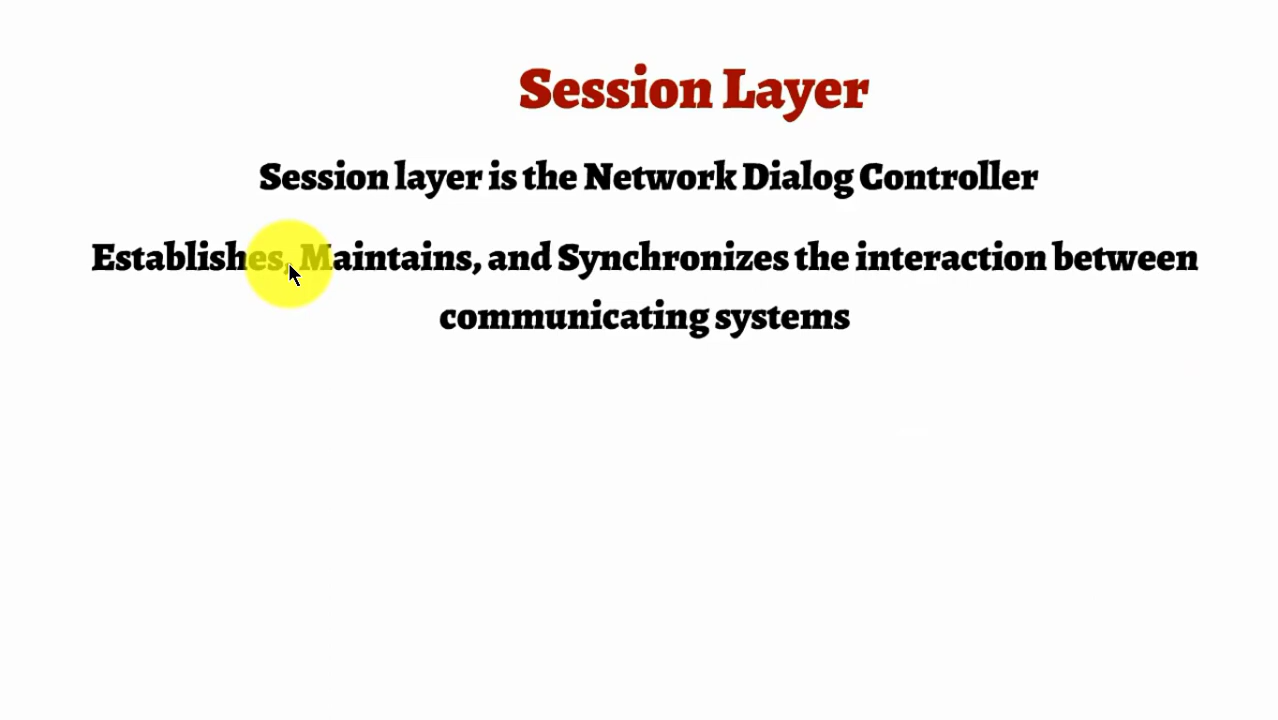 Session Layer
Session layer is the Network Dialog Controller
Establishes, Maintains, and Synchronizes the interaction between
communicating systems